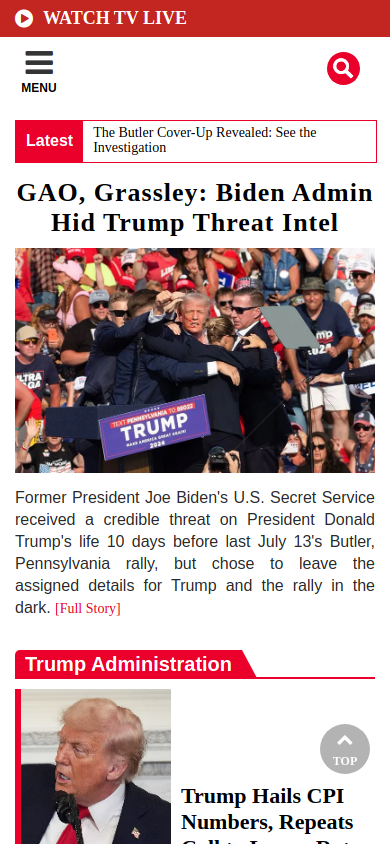 WATCH TV LIVE
MENU
Latest
The Butler Cover-Up Revealed: See the
Investigation
GAO, Grassley: Biden Admin
Hid Trump Threat Intel
TEXT PENNSYLVANIA TO 88022
TRUMP
MAKE AMERICA GREAT AGAIN!
2024
Former President Joe Biden's U.S. Secret Service
received a credible threat on President Donald
Trump's life 10 days before last July 13's Butler,
Pennsylvania rally, but chose to leave the
assigned details for Trump and the rally in the
dark. [Full Story]
Trump Administration
TOP
Trump Hails CPI
Numbers, Repeats